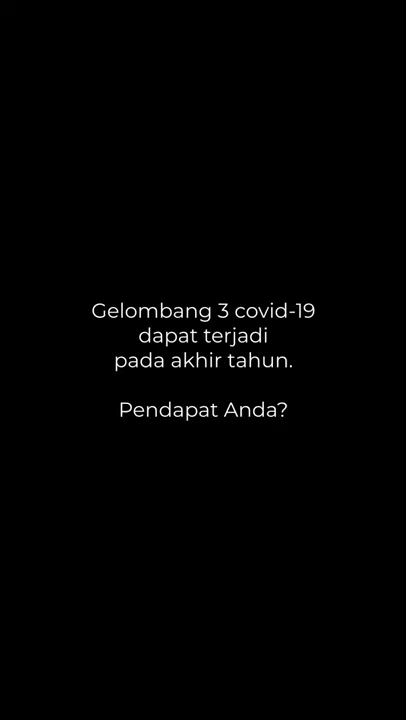 Gelombang 3 covid-19
dapat terjadi
pada akhir tahun.
Pendapat Anda?